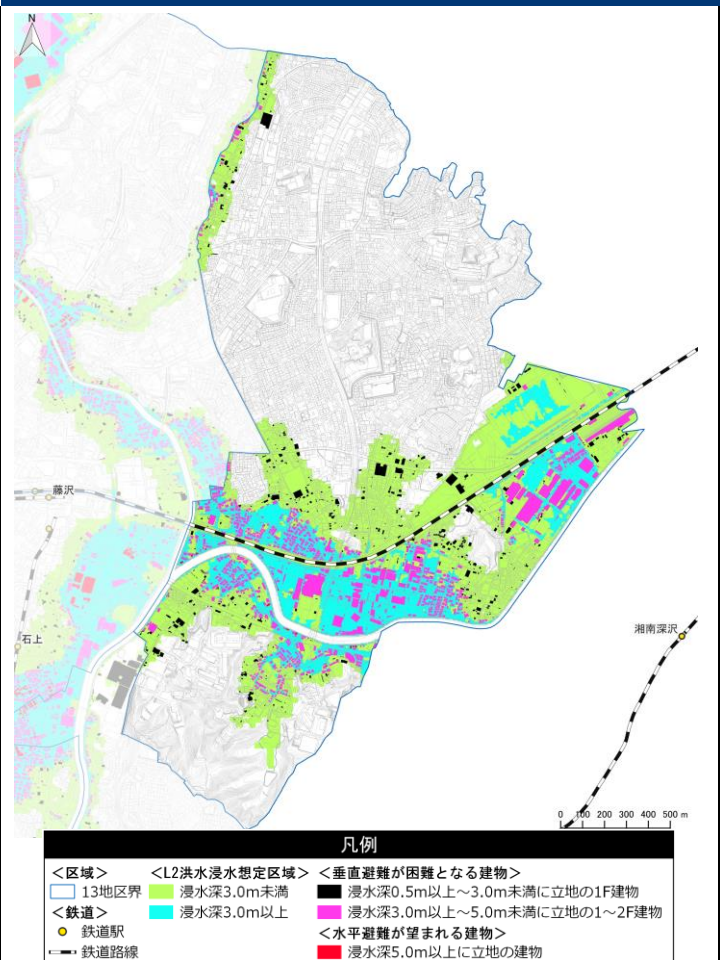 N
藤沢
石上
湘南深沢
0 100 200 300 400 500 m
凡例
＜区域＞ ＜L2洪水浸水想定区域＞ ＜垂直避難が困難となる建物＞
13地区界 浸水深3.0m未満 浸水深0.5m以上～3.0m未満に立地の1F建物
＜鉄道＞ 浸水深3.0m以上 浸水深3.0m以上～5.0m未満に立地の1～2F建物
鉄道駅 ＜水平避難が望まれる建物＞
鉄道路線 浸水深5.0m以上に立地の建物